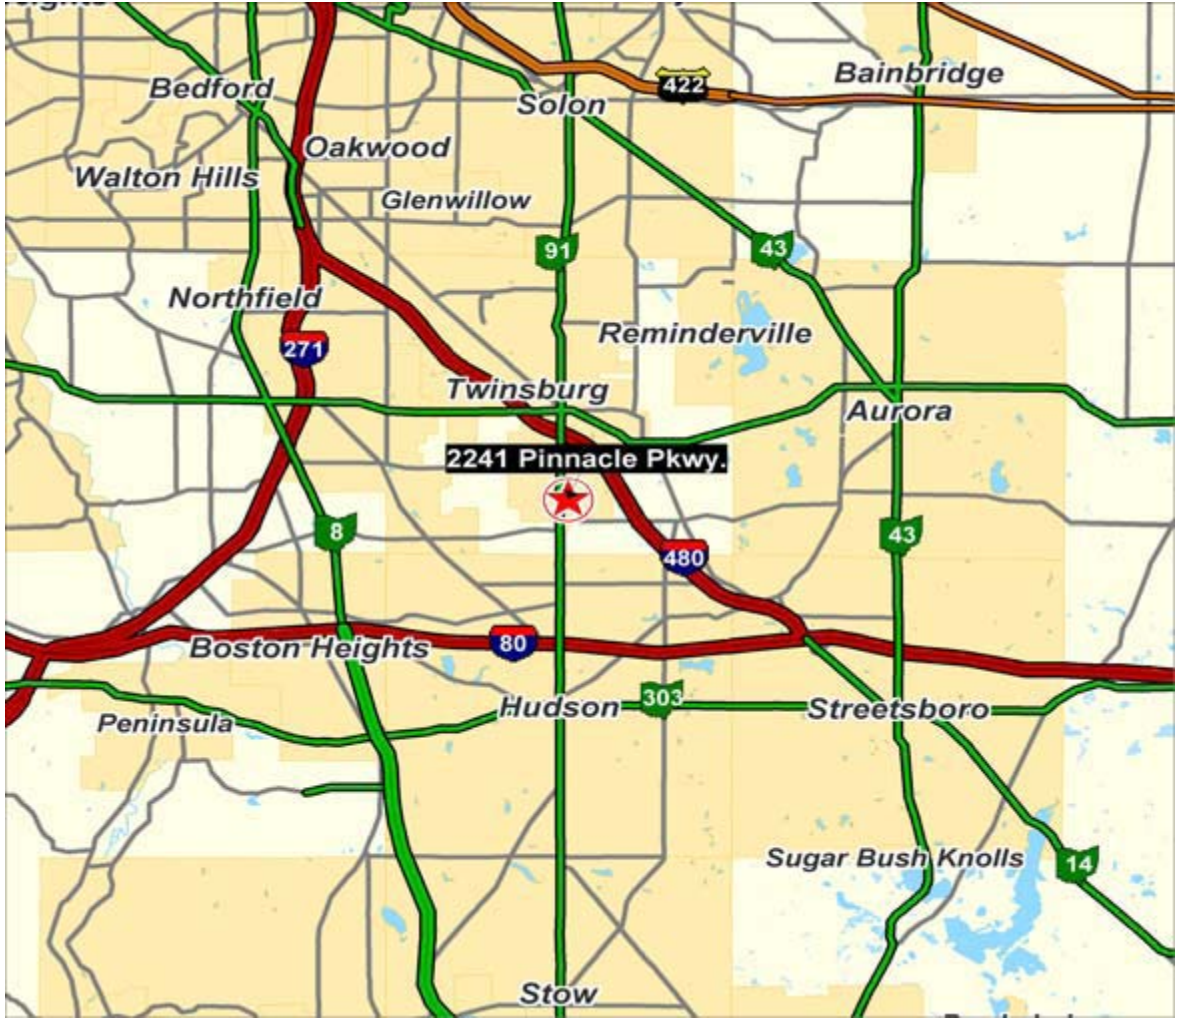 422
Bainbridge
Bedford
Solon
Oakwood
Walton Hills
Glenwillow
91
43
Northfield
Reminderville
271
Twinsburg
Aurora
2241 Pinnacle Pkwy.
8
43
480
80
Boston Heights
303
Hudson
Streetsboro
Peninsula
Sugar Bush Knolls
14
Stow